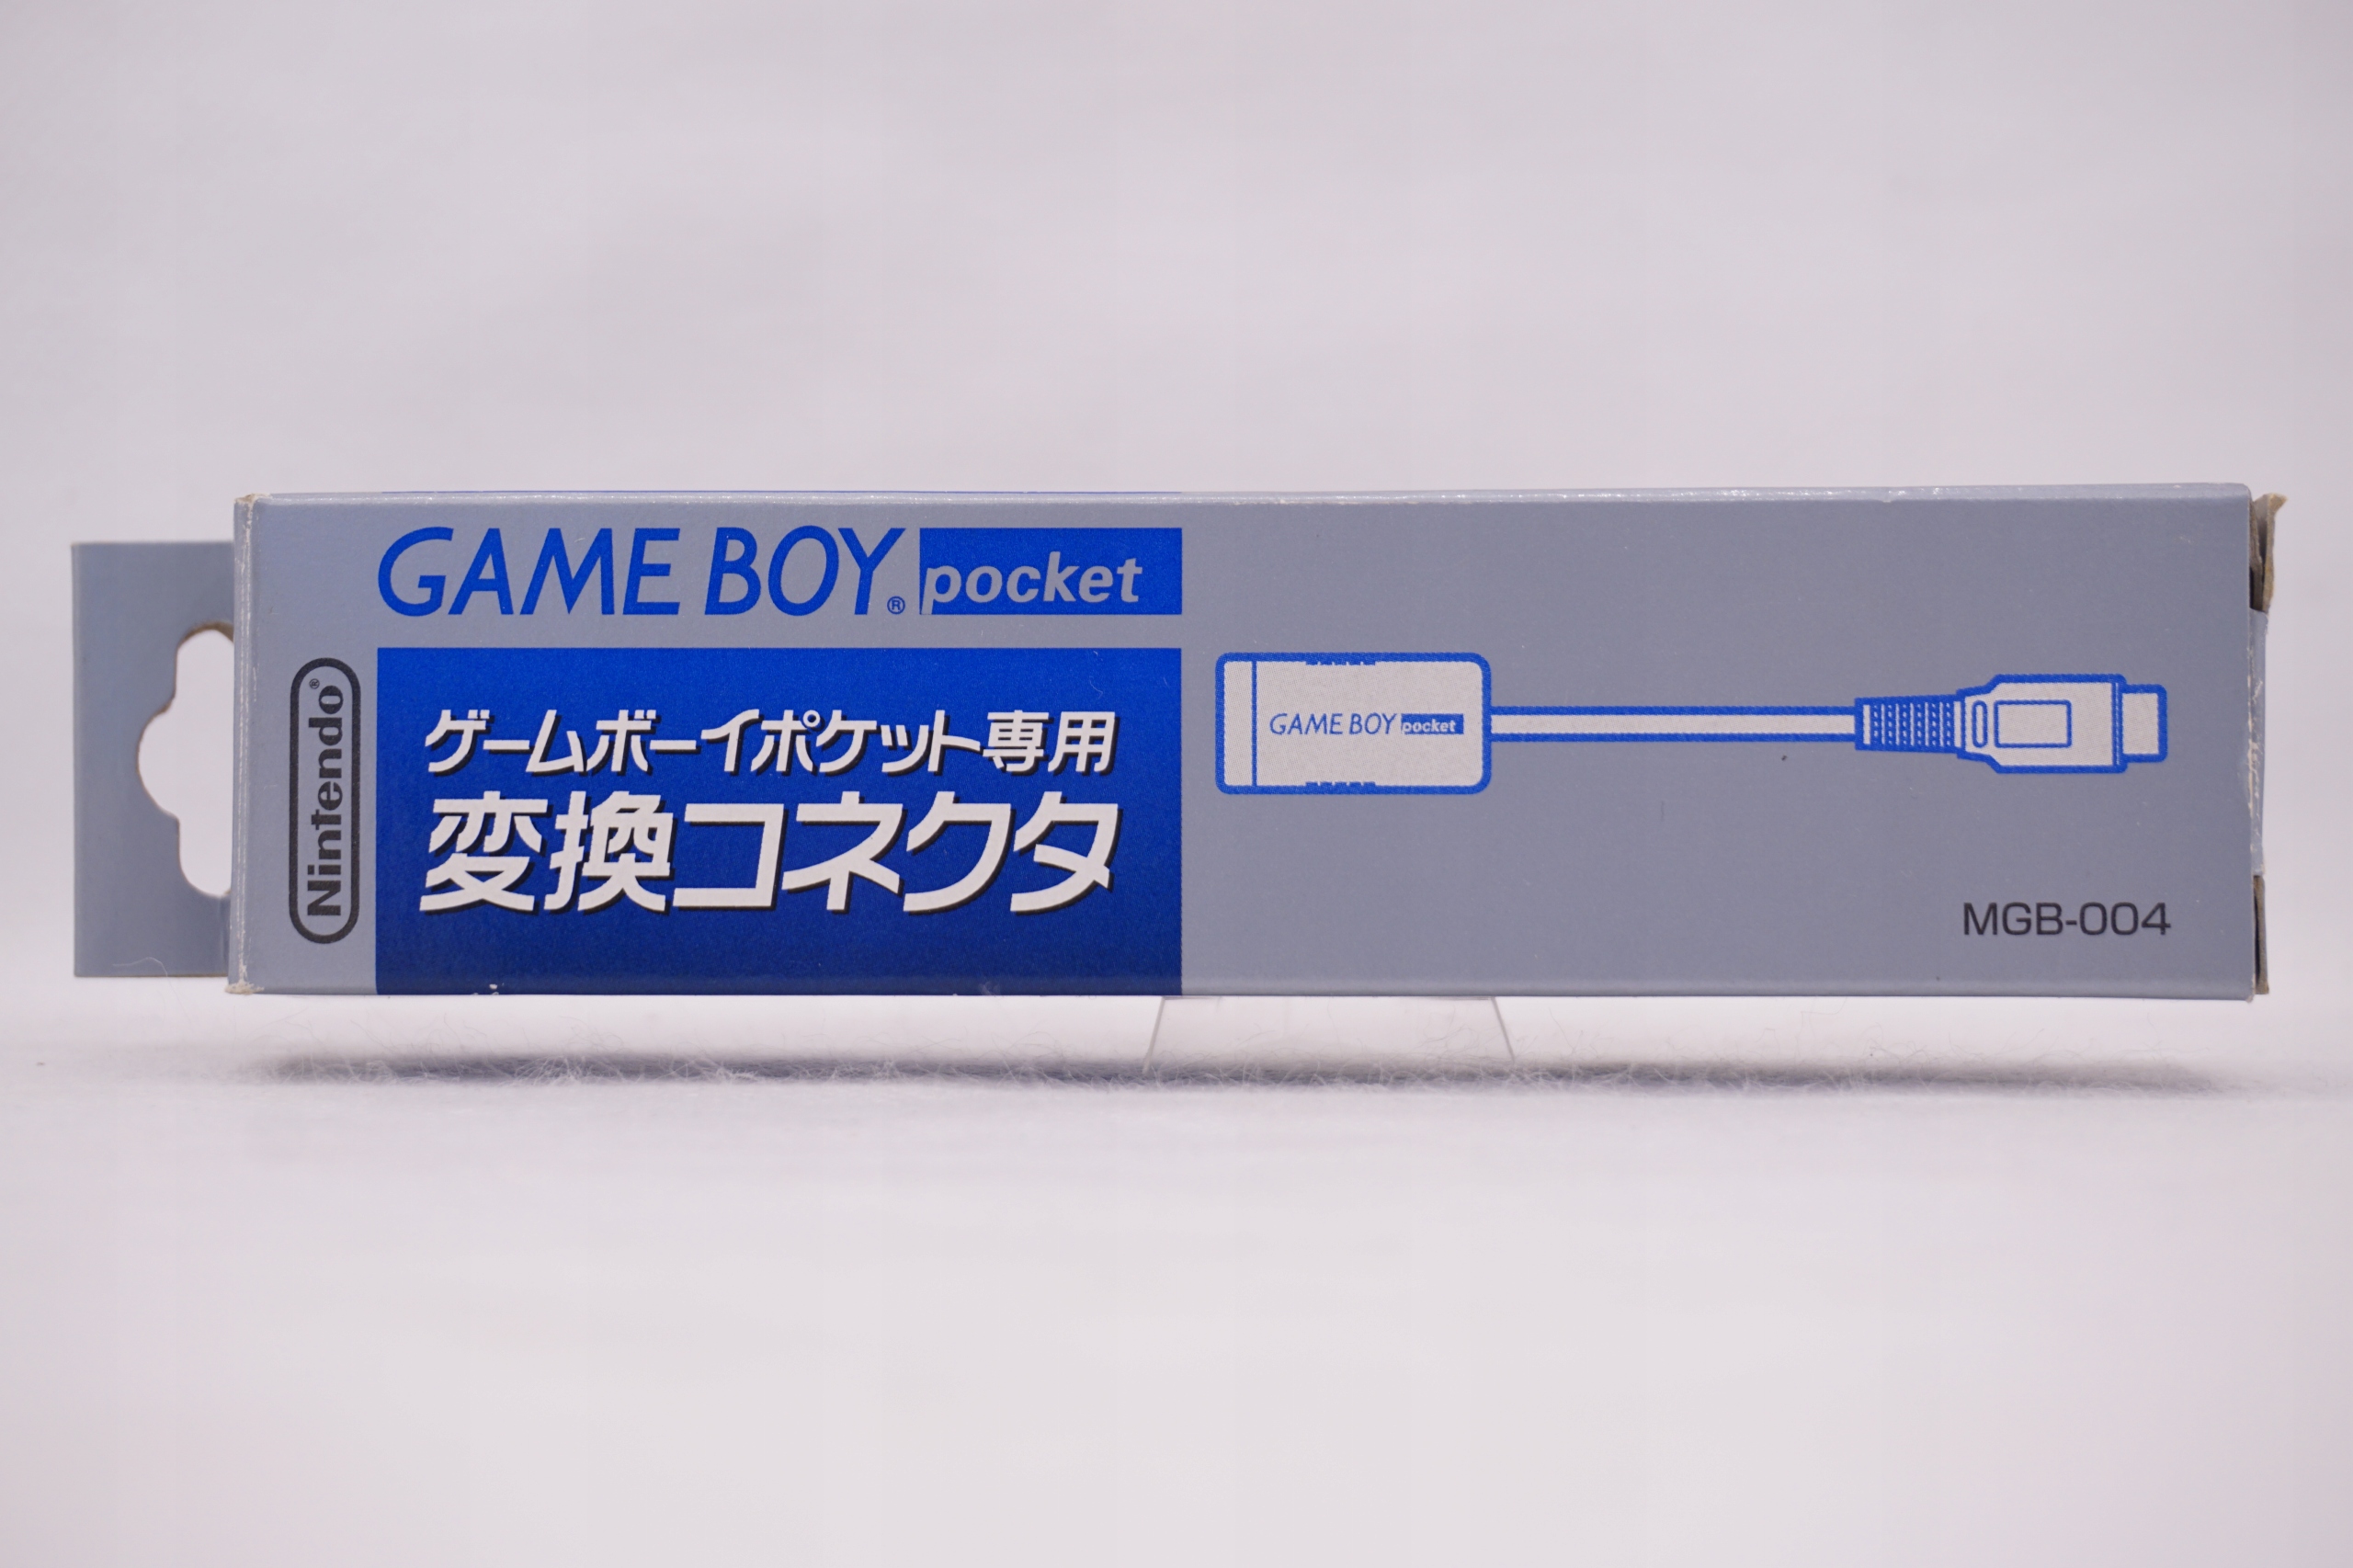 GAME BOY® pocket
Nintendo®
ゲームボーイポケット専用
変換コネクタ
GAME BOY pocket
MGB-004